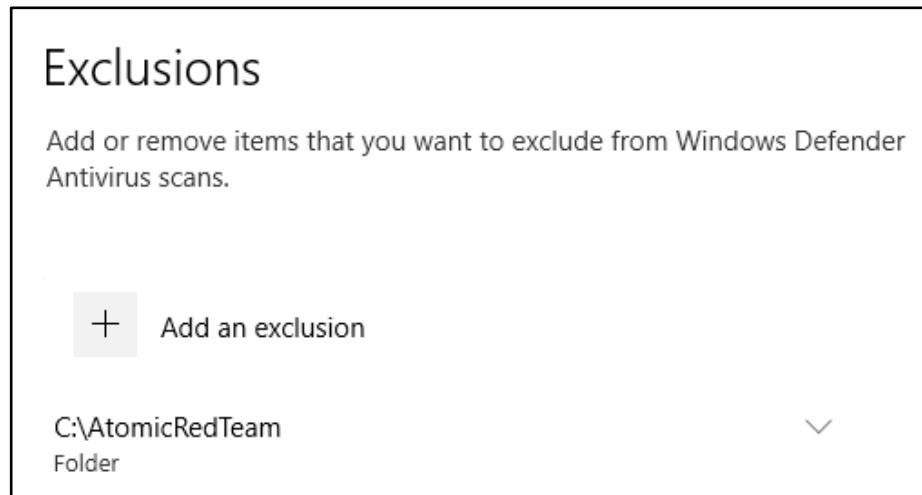 Exclusions
Add or remove items that you want to exclude from Windows Defender
Antivirus scans.
Add an exclusion
C:\AtomicRedTeam
Folder